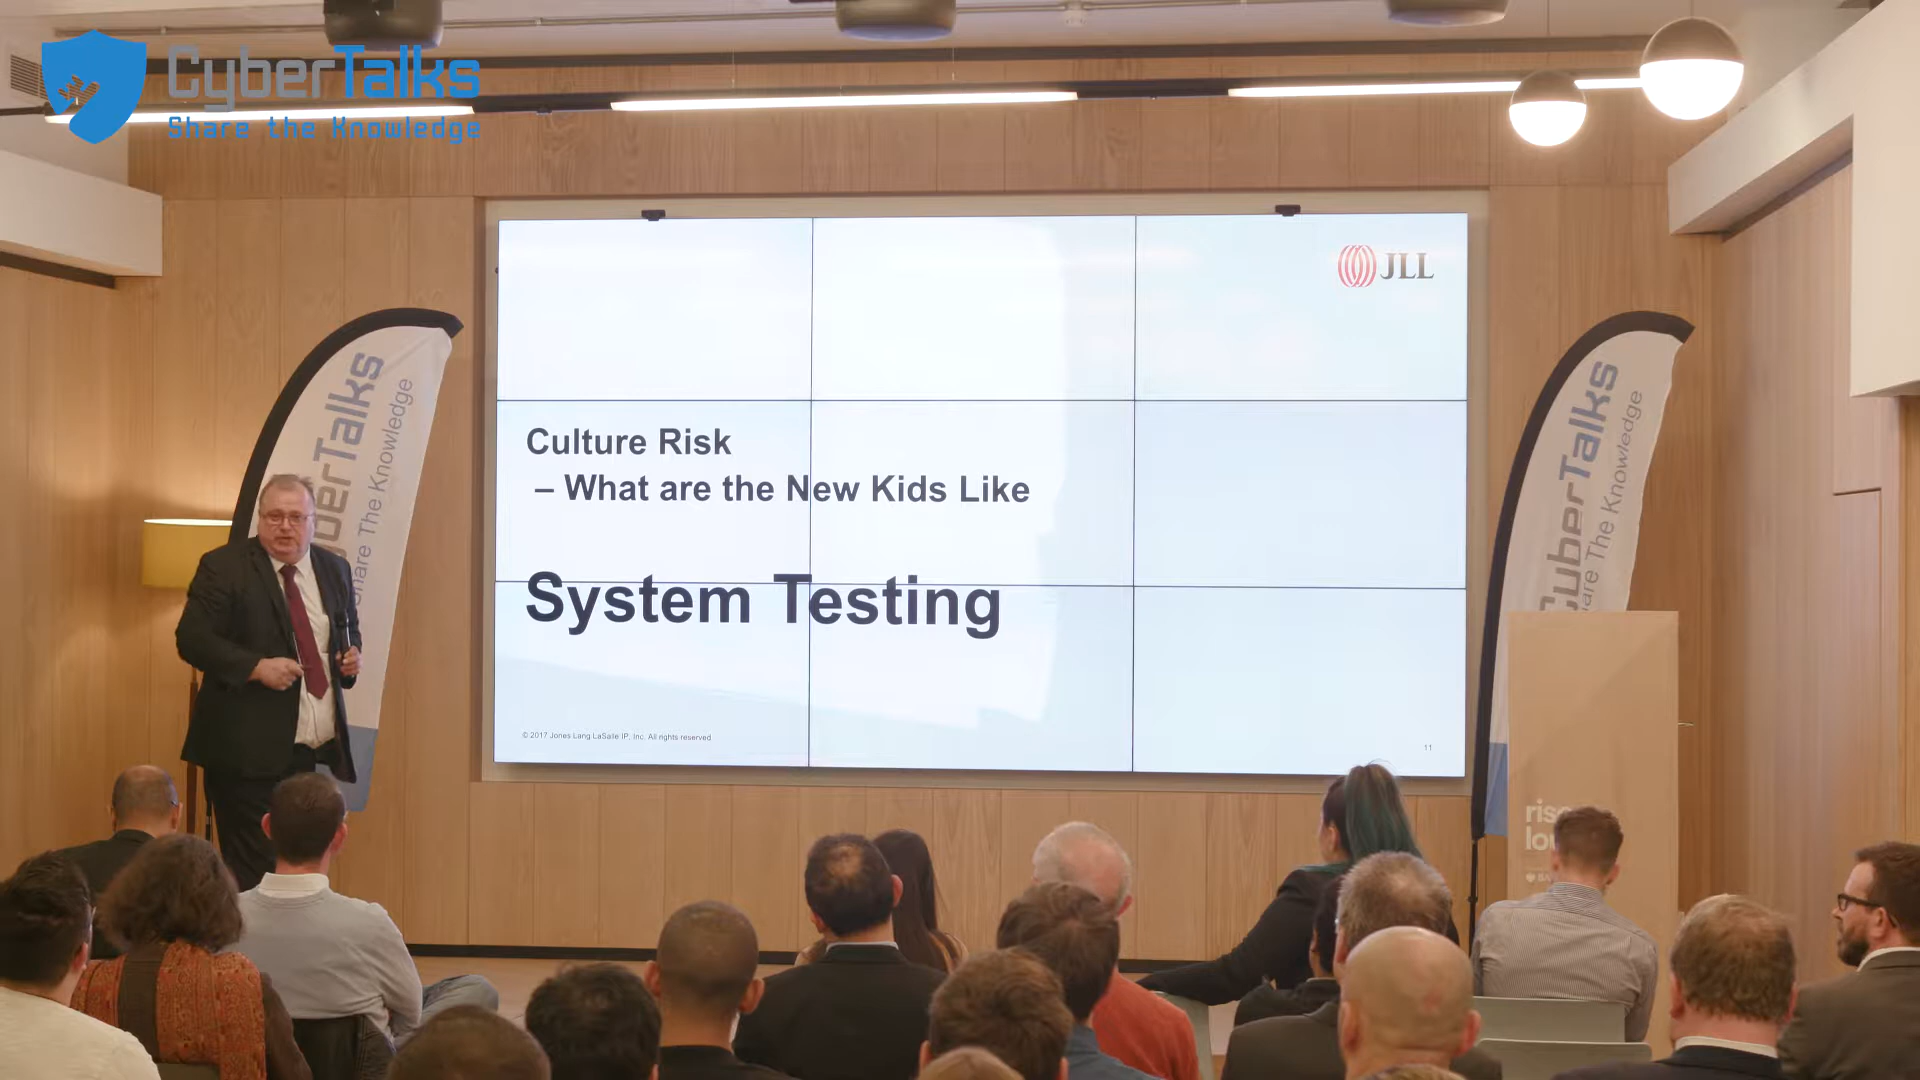 CyberTalks
Share the Knowledge
JLL
Culture Risk
– What are the New Kids Like
System Testing
© 2017 Jones Lang LaSalle IP, Inc. All rights reserved
11
CyberTalks
Share The Knowledge
CyberTalks
Share The Knowledge